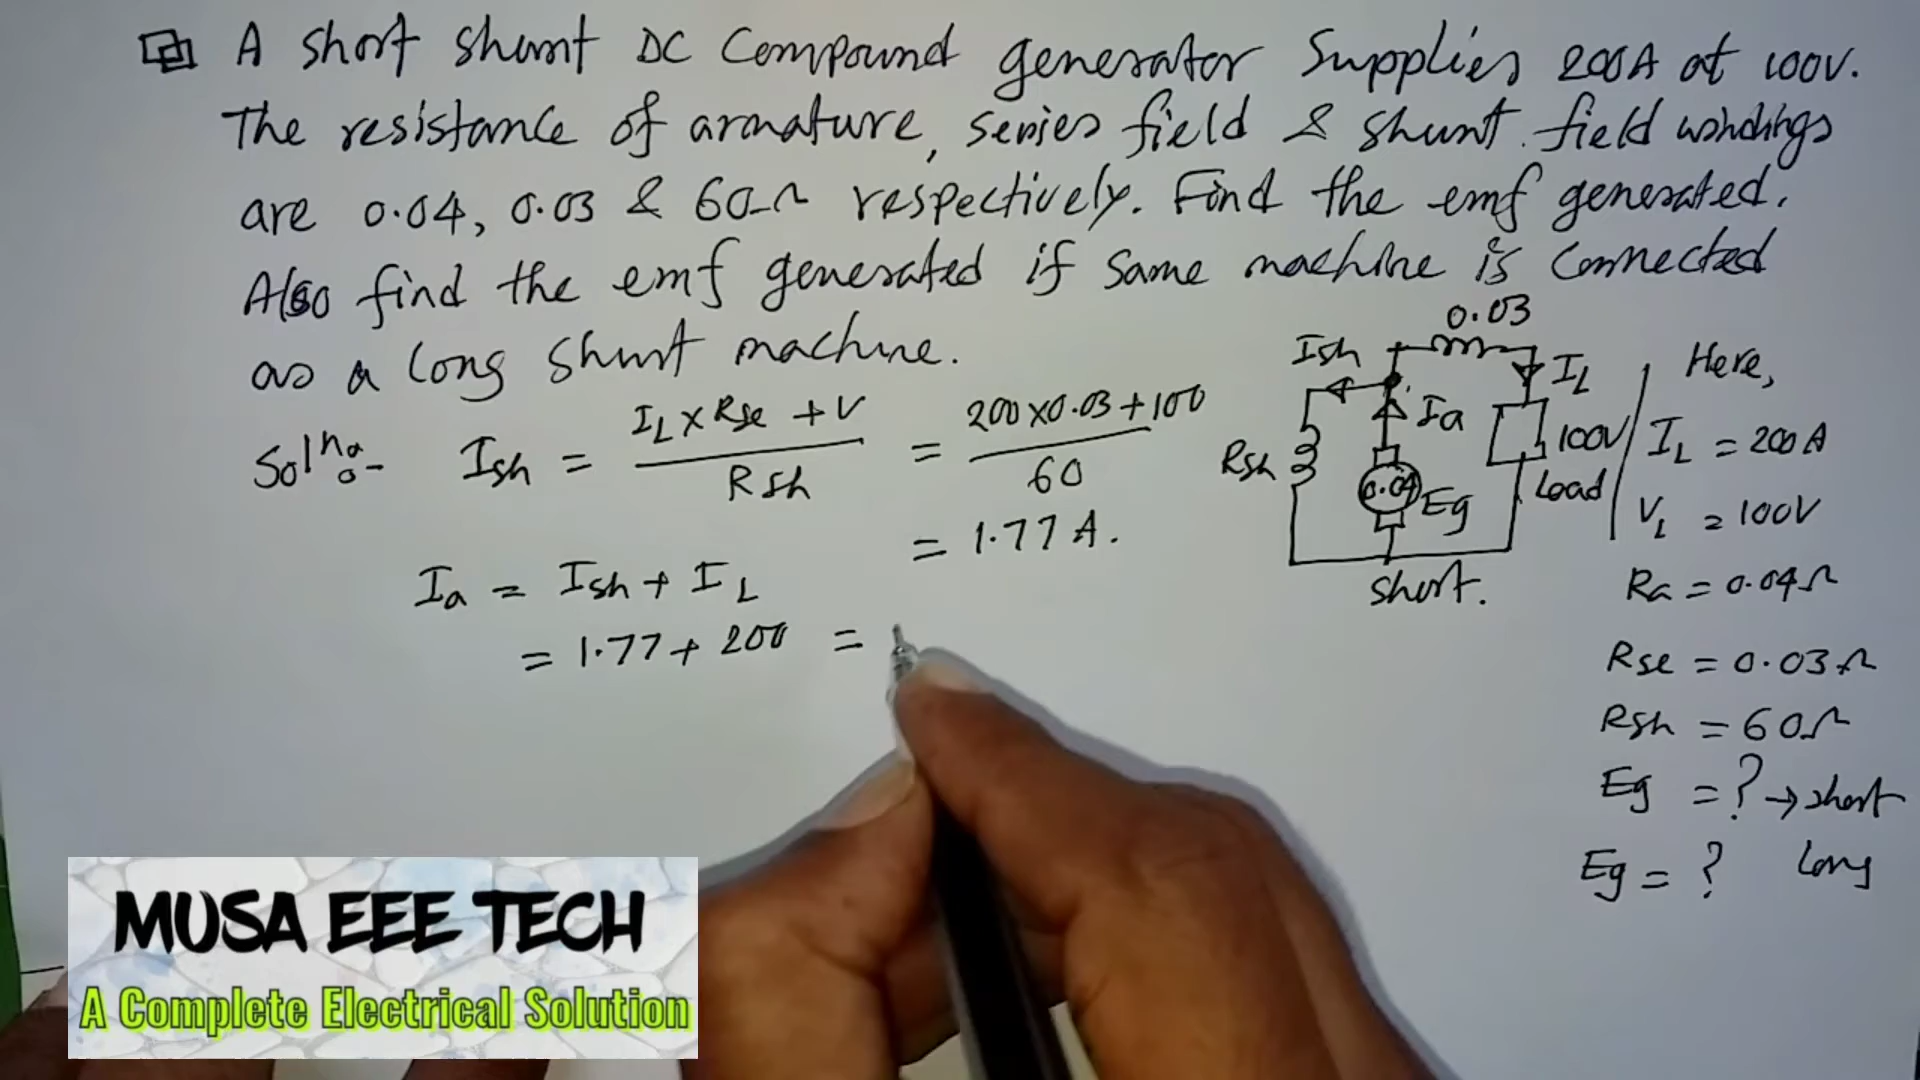 A short shunt DC Compound generator Supplies 200A at 100V.
The resistance of armature, series field & shunt field windings
are 0.04, 0.03 & 60Ω respectively. Find the emf generated.
Also find the emf generated if same machine is connected
as a long shunt machine.
Solnᵒ:- Ish = IL x Rse + V / Rsh = 200 x 0.03 + 100 / 60
= 1.77 A.
Ia = Ish + IL
= 1.77 + 200 =
0.03
Ish
IL
Ia
Rsh
0.04
Eg
100V
Load
short.
Here,
IL = 200 A
VL = 100V
Ra = 0.04Ω
Rse = 0.03Ω
Rsh = 60Ω
Eg = ? → short
Eg = ? Long
MUSA EEE TECH
A Complete Electrical Solution